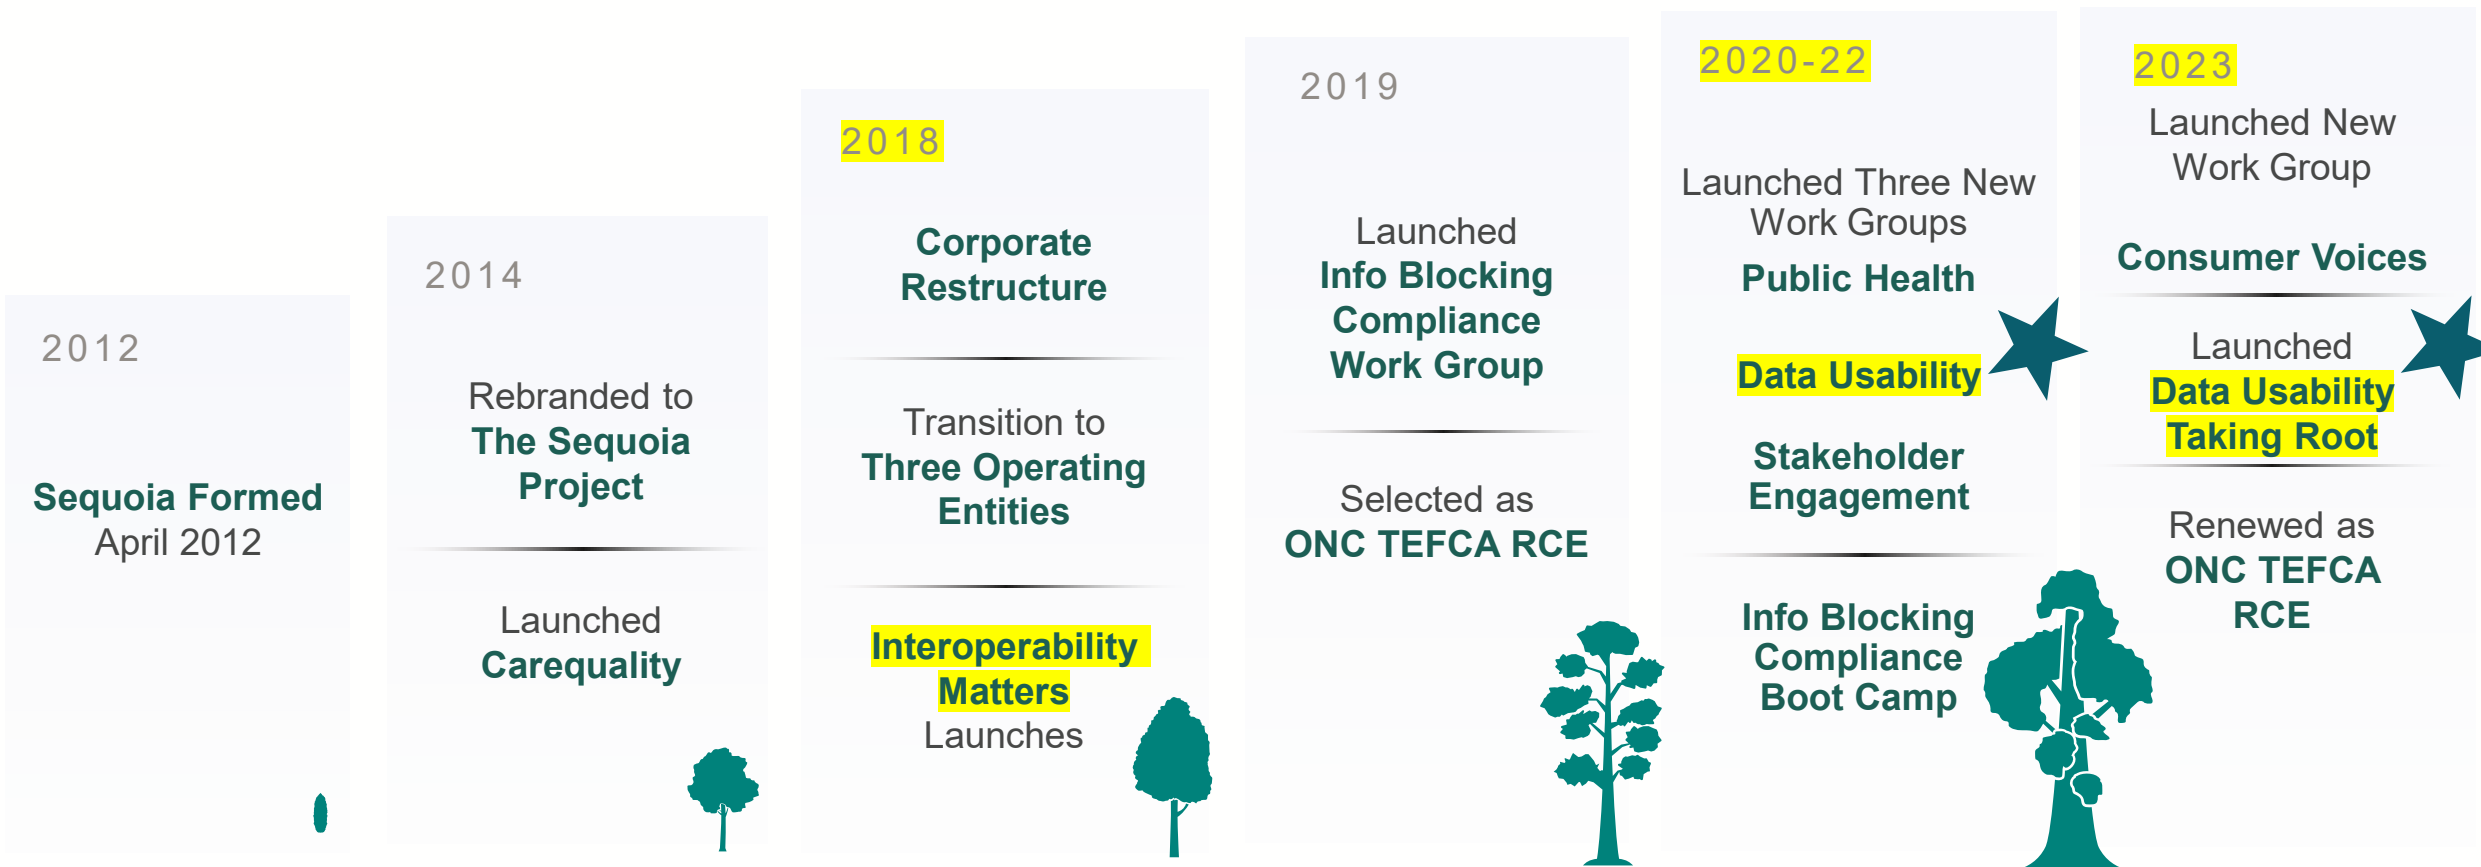 2012
Sequoia Formed
April 2012
2014
Rebranded to
The Sequoia
Project
Launched
Carequality
2018
Corporate
Restructure
Transition to
Three Operating
Entities
Interoperability
Matters
Launches
2019
Launched
Info Blocking
Compliance
Work Group
Selected as
ONC TEFCA RCE
2020-22
Launched Three New
Work Groups
Public Health
Data Usability
Stakeholder
Engagement
Info Blocking
Compliance
Boot Camp
2023
Launched New
Work Group
Consumer Voices
Launched
Data Usability
Taking Root
Renewed as
ONC TEFCA
RCE